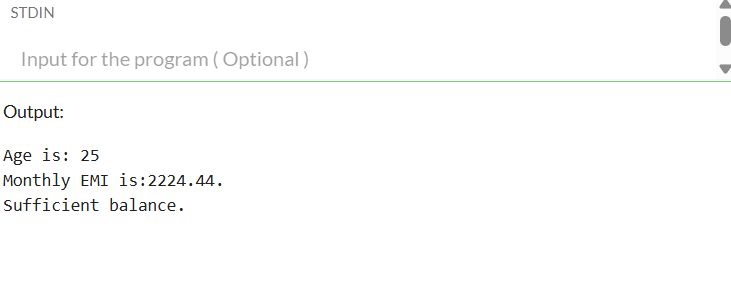 STDIN
Input for the program ( Optional )
Output:
Age is: 25
Monthly EMI is:2224.44.
Sufficient balance.